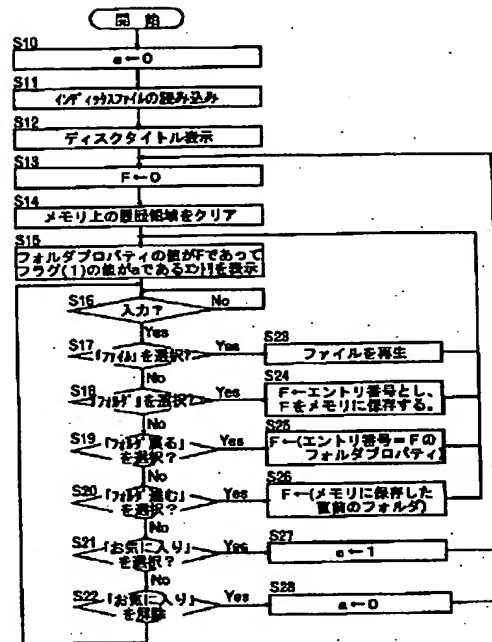 開 始
S10
a←0
S11
インディックスファイルの読み込み
S12
ディスクタイトル表示
S13
F←0
S14
メモリ上の履歴領域をクリア
S15
フォルダプロパティの値がFであって
フラグ(1)の値がaであるエントリを表示
S16
入力?
No
Yes
S17
「ファイル」を選択?
Yes
S23
ファイルを再生
No
S18
「フォルダ」を選択?
Yes
S24
F←エントリ番号とし、
Fをメモリに保存する。
No
S19
「フォルダ戻る」
を選択?
Yes
S25
F←(エントリ番号=Fの
フォルダプロパティ)
No
S20
「フォルダ進む」
を選択?
Yes
S26
F←(メモリに保存した
直前のフォルダ)
No
S21
「お気に入り」
を選択?
Yes
S27
a←1
No
S22
「お気に入り」
を解除
Yes
S28
a←0
No